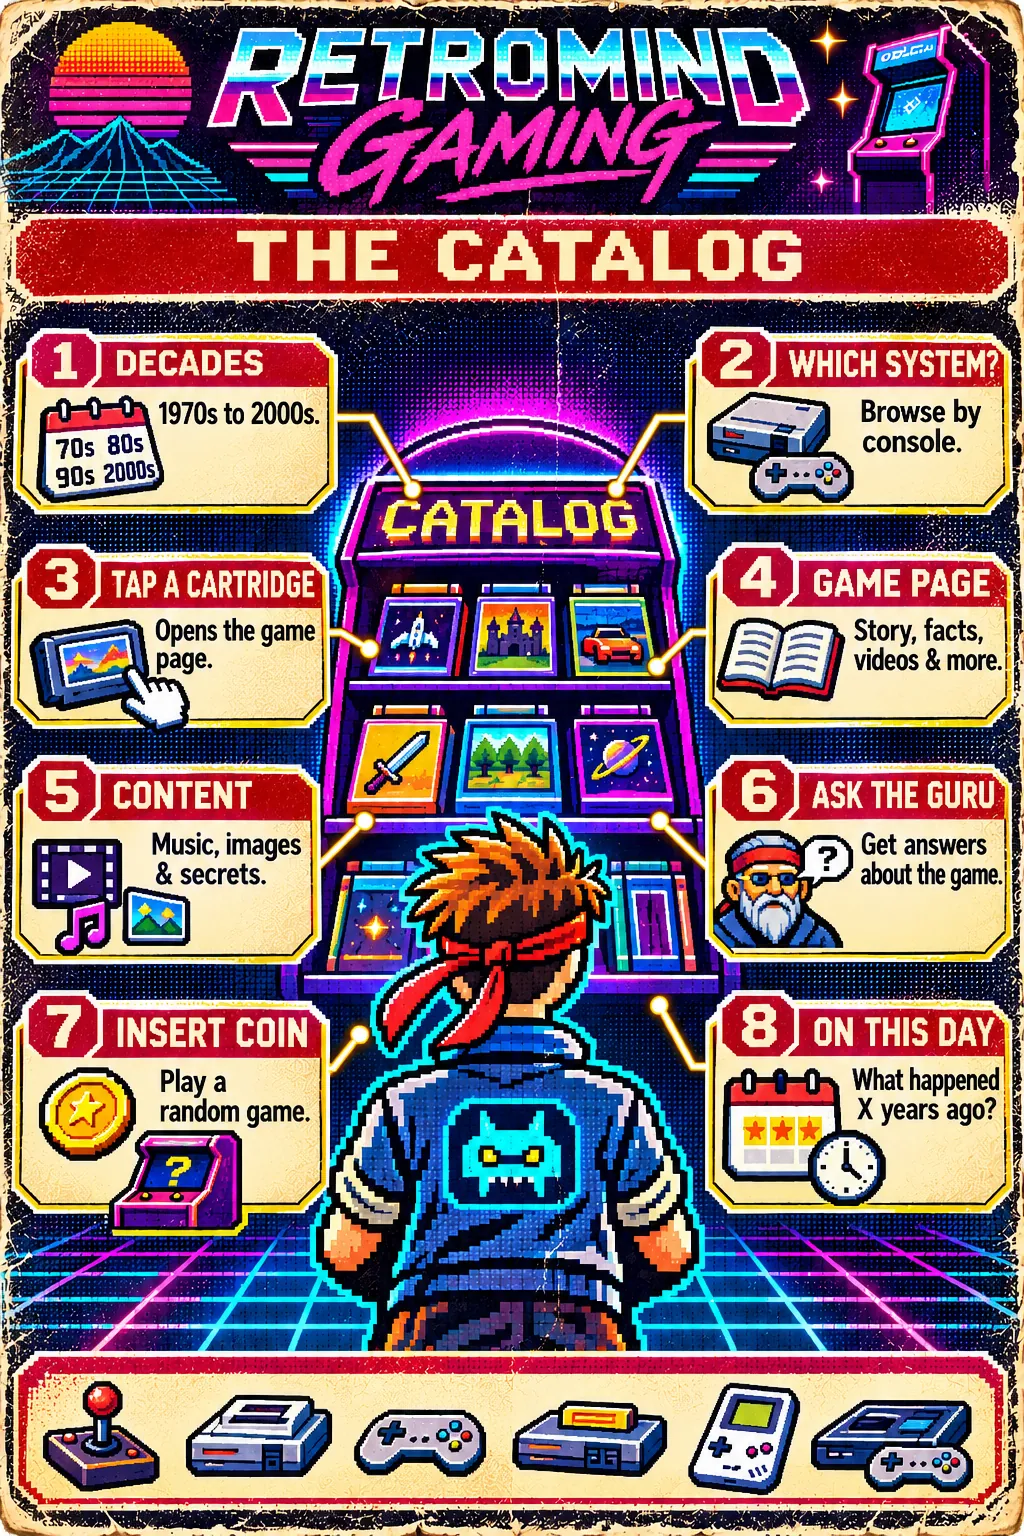 RETROMIND
GAMING
THE CATALOG
1 DECADES
1970s to 2000s.
70s 80s
90s 2000s
2 WHICH SYSTEM?
Browse by
console.
CATALOG
3 TAP A CARTRIDGE
Opens the game
page.
4 GAME PAGE
Story, facts,
videos & more.
5 CONTENT
Music, images
& secrets.
6 ASK THE GURU
?
Get answers
about the game.
7 INSERT COIN
Play a
random game.
?
8 ON THIS DAY
What happened
X years ago?